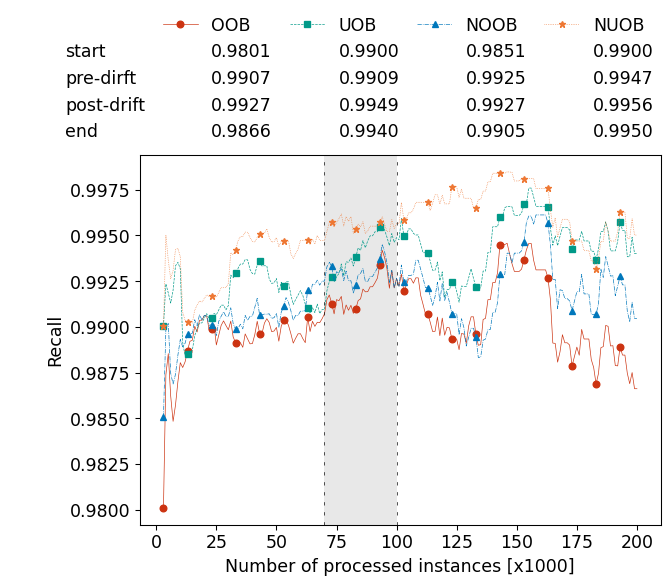 OOB UOB NOOB NUOB
start 0.9801 0.9900 0.9851 0.9900
pre-dirft 0.9907 0.9909 0.9925 0.9947
post-drift 0.9927 0.9949 0.9927 0.9956
end 0.9866 0.9940 0.9905 0.9950
0.9975
0.9950
0.9925
0.9900
0.9875
0.9850
0.9825
0.9800
Recall
0 25 50 75 100 125 150 175 200
Number of processed instances [x1000]